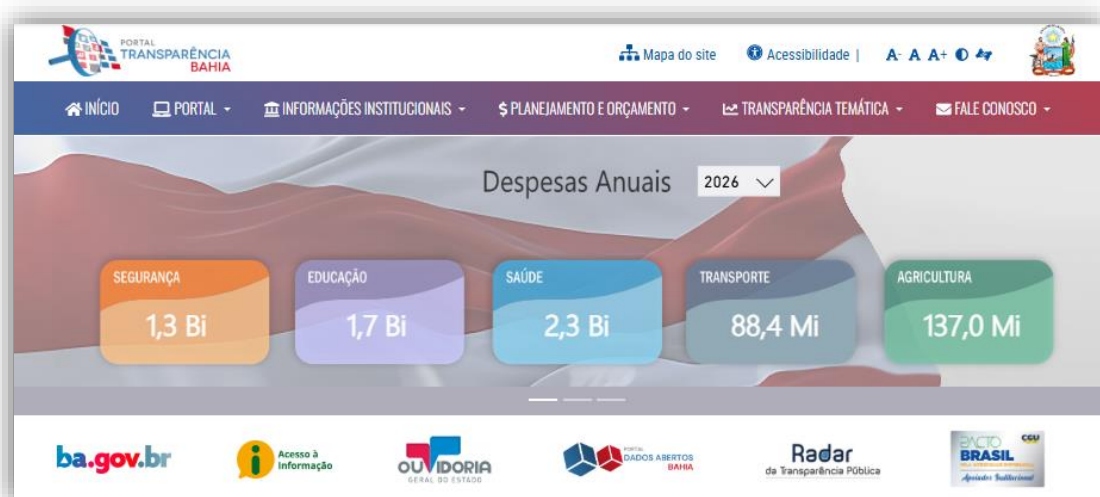 PORTAL
TRANSPARÊNCIA
BAHIA
Mapa do site
Acessibilidade |
A- A A+
INÍCIO
PORTAL
INFORMAÇÕES INSTITUCIONAIS
$ PLANEJAMENTO E ORÇAMENTO
TRANSPARÊNCIA TEMÁTICA
FALE CONOSCO
Despesas Anuais
2026
SEGURANÇA
1,3 Bi
EDUCAÇÃO
1,7 Bi
SAÚDE
2,3 Bi
TRANSPORTE
88,4 Mi
AGRICULTURA
137,0 Mi
ba.gov.br
Acesso à
Informação
OUVIDORIA
GERAL DO ESTADO
PORTAL
DADOS ABERTOS
BAHIA
Radar
da Transparência Pública
PACTO
BRASIL
CGU
Apoiador Institucional